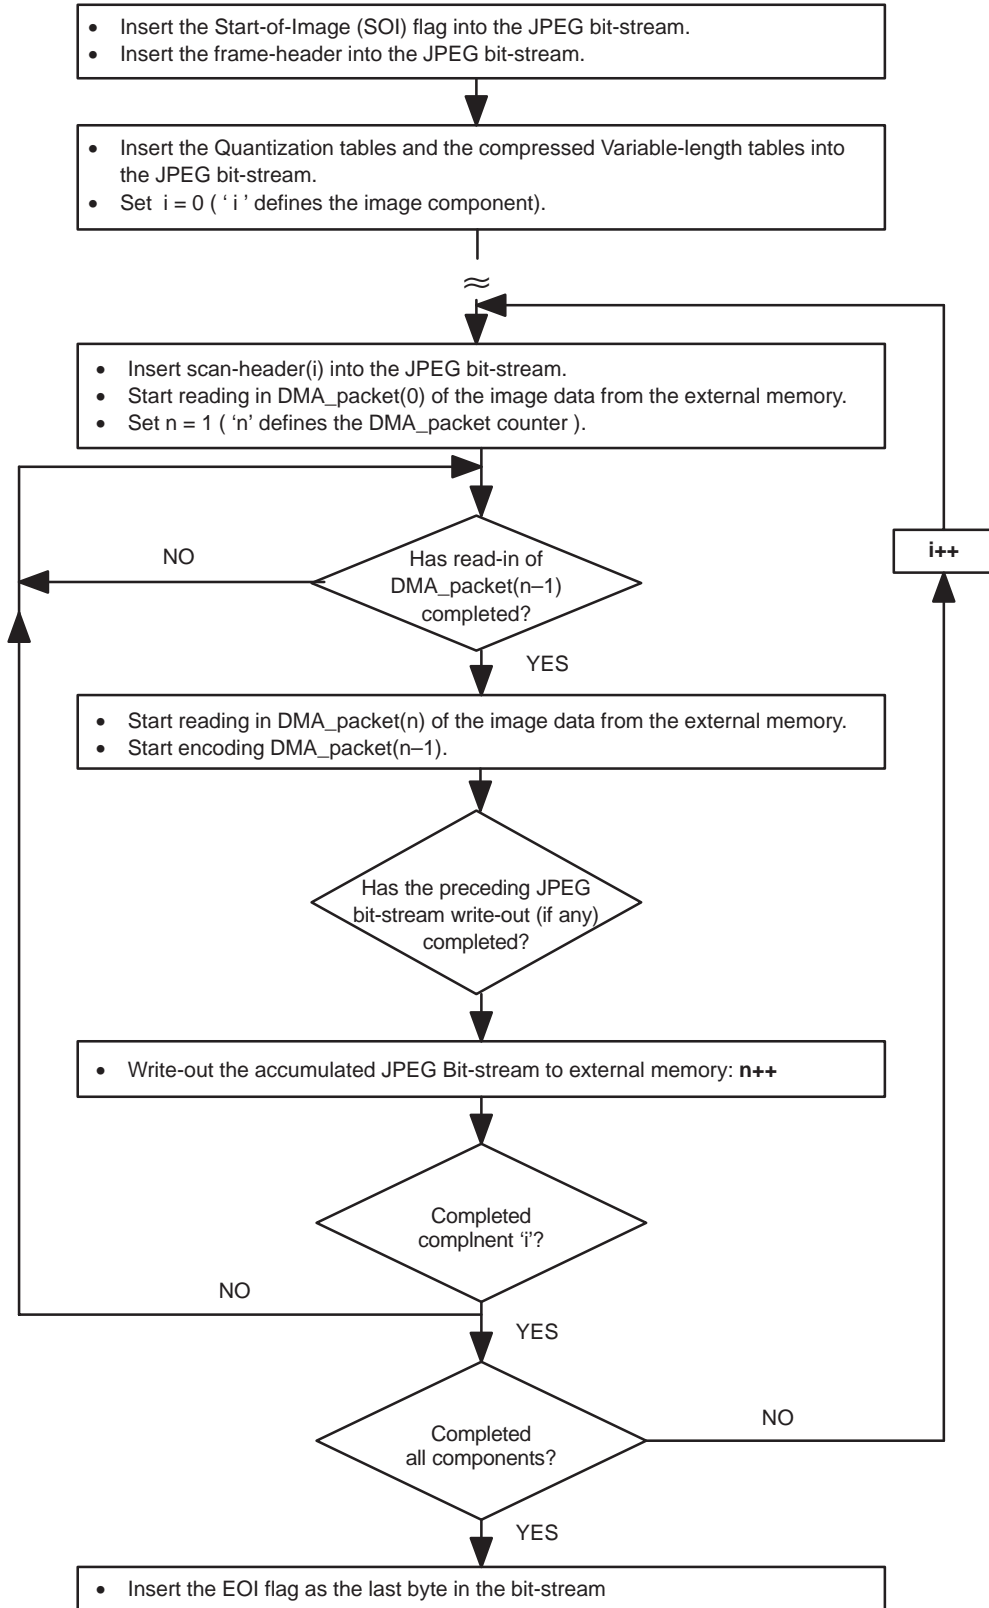 • Insert the Start-of-Image (SOI) flag into the JPEG bit-stream.
• Insert the frame-header into the JPEG bit-stream.
• Insert the Quantization tables and the compressed Variable-length tables into
the JPEG bit-stream.
• Set i = 0 ( ‘ i ’ defines the image component).
≈
• Insert scan-header(i) into the JPEG bit-stream.
• Start reading in DMA_packet(0) of the image data from the external memory.
• Set n = 1 ( ‘n’ defines the DMA_packet counter ).
NO
Has read-in of
DMA_packet(n–1)
completed?
i++
YES
• Start reading in DMA_packet(n) of the image data from the external memory.
• Start encoding DMA_packet(n–1).
Has the preceding JPEG
bit-stream write-out (if any)
completed?
• Write-out the accumulated JPEG Bit-stream to external memory: n++
Completed
complnent ‘i’?
NO
YES
Completed
all components?
NO
YES
• Insert the EOI flag as the last byte in the bit-stream